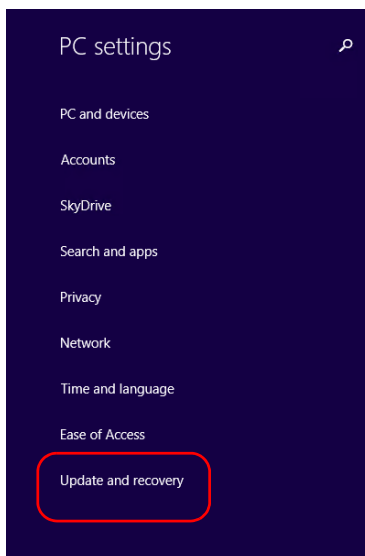 PC settings
PC and devices
Accounts
SkyDrive
Search and apps
Privacy
Network
Time and language
Ease of Access
Update and recovery